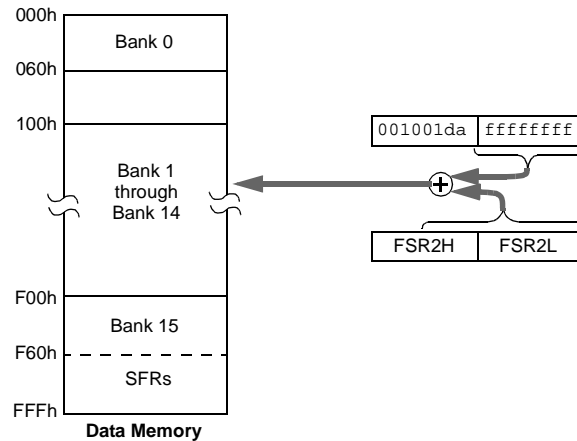 000h
Bank 0
060h
100h
001001da ffffffff
Bank 1
through
Bank 14
FSR2H FSR2L
F00h
Bank 15
F60h
SFRs
FFFh
Data Memory